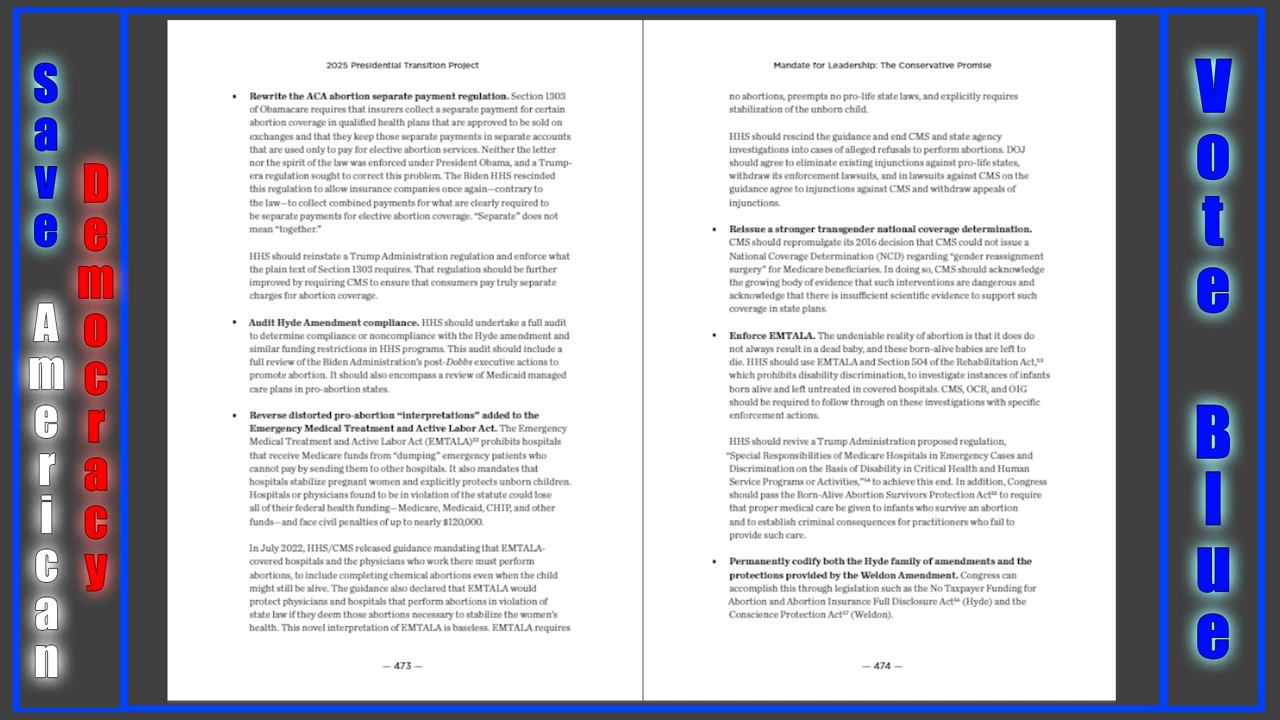 Save American
Democracy
2025 Presidential Transition Project
• Rewrite the ACA abortion separate payment regulation. Section 1303
of Obamacare requires that insurers collect a separate payment for certain
abortion coverage in qualified health plans that are approved to be sold on
exchanges and that they keep those separate payments in separate accounts
that are used only to pay for elective abortion services. Neither the letter
nor the spirit of the law was enforced under President Obama, and a Trump-
era regulation sought to correct this problem. The Biden HHS rescinded
this regulation to allow insurance companies once again—contrary to
the law—to collect combined payments for what are clearly required to
be separate payments for elective abortion coverage. “Separate” does not
mean “together.”
HHS should reinstate a Trump Administration regulation and enforce what
the plain text of Section 1303 requires. That regulation should be further
improved by requiring CMS to ensure that consumers pay truly separate
charges for abortion coverage.
• Audit Hyde Amendment compliance. HHS should undertake a full audit
to determine compliance or noncompliance with the Hyde amendment and
similar funding restrictions in HHS programs. This audit should include a
full review of the Biden Administration’s post-Dobbs executive actions to
promote abortion. It should also encompass a review of Medicaid managed
care plans in pro-abortion states.
• Reverse distorted pro-abortion “interpretations” added to the
Emergency Medical Treatment and Active Labor Act. The Emergency
Medical Treatment and Active Labor Act (EMTALA)⁵² prohibits hospitals
that receive Medicare funds from “dumping” emergency patients who
cannot pay by sending them to other hospitals. It also mandates that
hospitals stabilize pregnant women and explicitly protects unborn children.
Hospitals or physicians found to be in violation of the statute could lose
all of their federal health funding—Medicare, Medicaid, CHIP, and other
funds—and face civil penalties of up to nearly $120,000.
In July 2022, HHS/CMS released guidance mandating that EMTALA-
covered hospitals and the physicians who work there must perform
abortions, to include completing chemical abortions even when the child
might still be alive. The guidance also declared that EMTALA would
protect physicians and hospitals that perform abortions in violation of
state law if they deem those abortions necessary to stabilize the women’s
health. This novel interpretation of EMTALA is baseless. EMTALA requires
— 473 —
Mandate for Leadership: The Conservative Promise
no abortions, preempts no pro-life state laws, and explicitly requires
stabilization of the unborn child.
HHS should rescind the guidance and end CMS and state agency
investigations into cases of alleged refusals to perform abortions. DOJ
should agree to eliminate existing injunctions against pro-life states,
withdraw its enforcement lawsuits, and in lawsuits against CMS on the
guidance agree to injunctions against CMS and withdraw appeals of
injunctions.
• Reissue a stronger transgender national coverage determination.
CMS should repromulgate its 2016 decision that CMS could not issue a
National Coverage Determination (NCD) regarding “gender reassignment
surgery” for Medicare beneficiaries. In doing so, CMS should acknowledge
the growing body of evidence that such interventions are dangerous and
acknowledge that there is insufficient scientific evidence to support such
coverage in state plans.
• Enforce EMTALA. The undeniable reality of abortion is that it does do
not always result in a dead baby, and these born-alive babies are left to
die. HHS should use EMTALA and Section 504 of the Rehabilitation Act,⁵³
which prohibits disability discrimination, to investigate instances of infants
born alive and left untreated in covered hospitals. CMS, OCR, and OIG
should be required to follow through on these investigations with specific
enforcement actions.
HHS should revive a Trump Administration proposed regulation,
“Special Responsibilities of Medicare Hospitals in Emergency Cases and
Discrimination on the Basis of Disability in Critical Health and Human
Service Programs or Activities,”⁵⁴ to achieve this end. In addition, Congress
should pass the Born-Alive Abortion Survivors Protection Act⁵⁵ to require
that proper medical care be given to infants who survive an abortion
and to establish criminal consequences for practitioners who fail to
provide such care.
• Permanently codify both the Hyde family of amendments and the
protections provided by the Weldon Amendment. Congress can
accomplish this through legislation such as the No Taxpayer Funding for
Abortion and Abortion Insurance Full Disclosure Act⁵⁶ (Hyde) and the
Conscience Protection Act⁵⁷ (Weldon).
— 474 —
Vote Blue